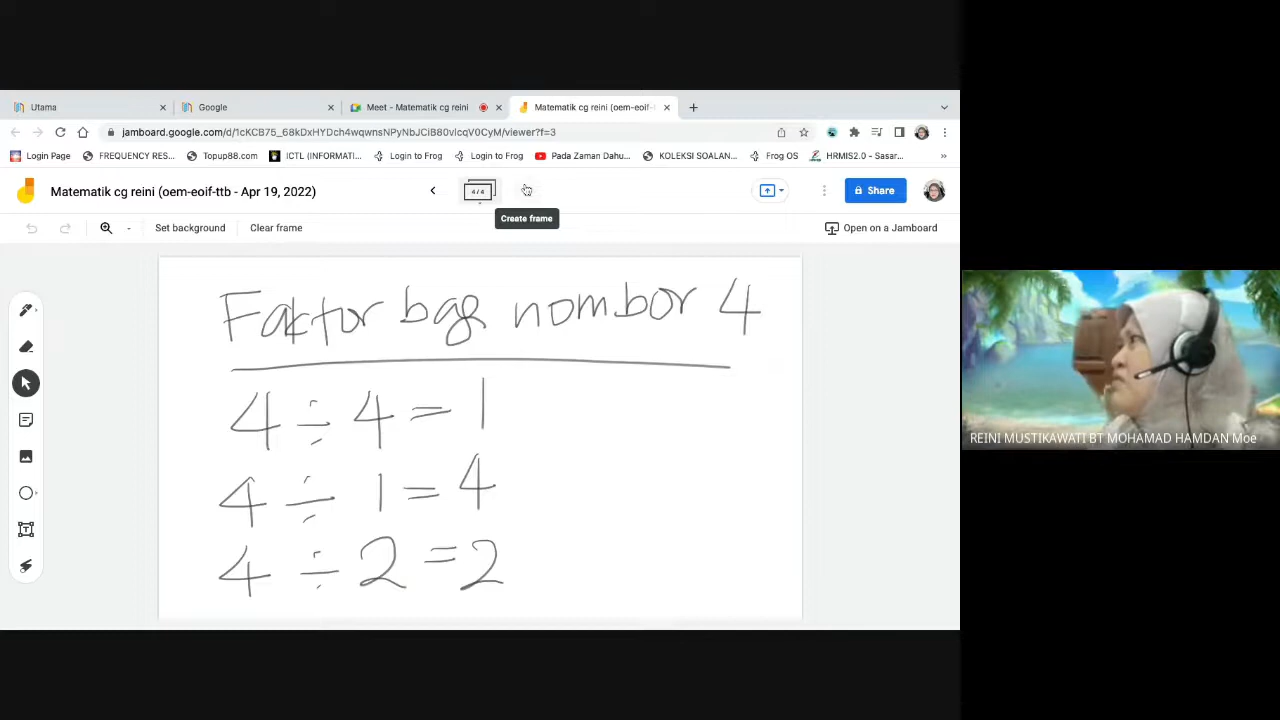 Utama
Google
Meet - Matematik cg reini
Matematik cg reini (oem-eoif-t
jamboard.google.com/d/1cKCB75_68kDxHYDch4wqwnsNPyNbJCiB80vlcqV0CyM/viewer?f=3
Login Page
FREQUENCY RES...
Topup88.com
ICTL (INFORMATI...
Login to Frog
Login to Frog
Pada Zaman Dahu...
KOLEKSI SOALAN...
Frog OS
HRMIS2.0 - Sasar...
»
Matematik cg reini (oem-eoif-ttb - Apr 19, 2022)
4 / 4
Share
Create frame
Set background
Clear frame
Open on a Jamboard
Faktor bagi nombor 4
4 ÷ 4 = 1
4 ÷ 1 = 4
4 ÷ 2 = 2
REINI MUSTIKAWATI BT MOHAMAD HAMDAN Moe